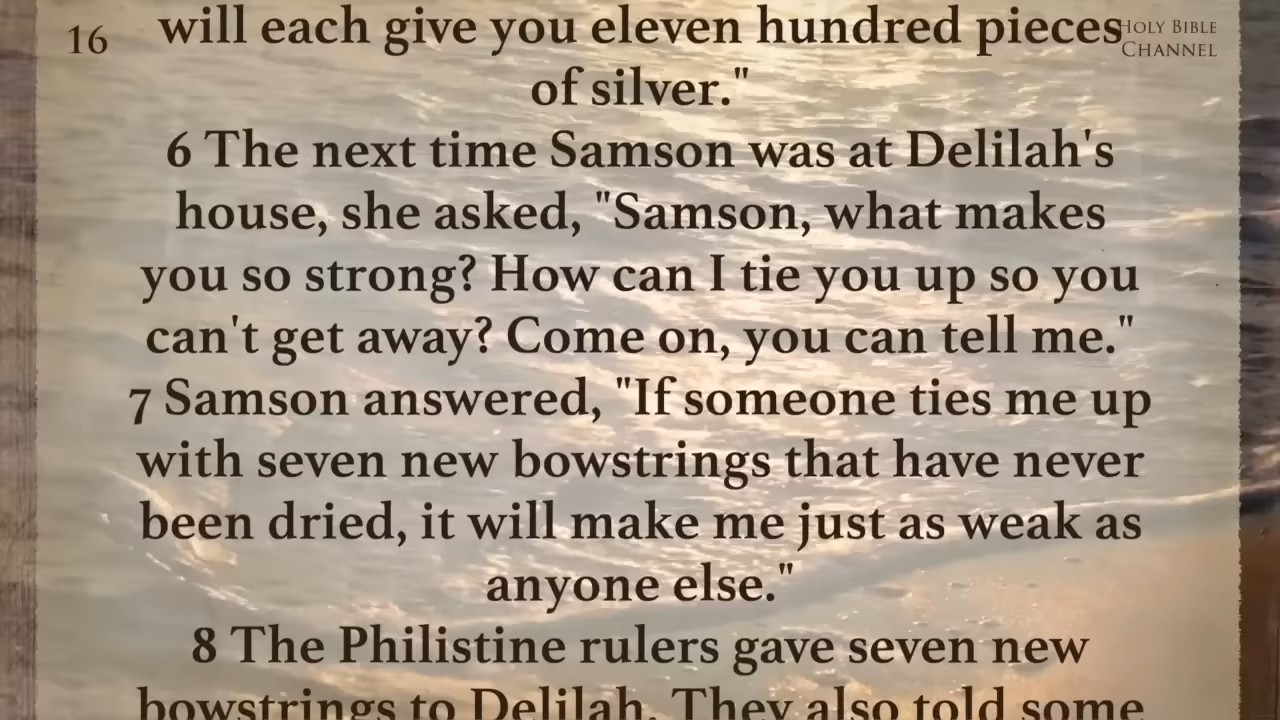 16
will each give you eleven hundred pieces
HOLY BIBLE
CHANNEL
of silver."
6 The next time Samson was at Delilah's
house, she asked, "Samson, what makes
you so strong? How can I tie you up so you
can't get away? Come on, you can tell me."
7 Samson answered, "If someone ties me up
with seven new bowstrings that have never
been dried, it will make me just as weak as
anyone else."
8 The Philistine rulers gave seven new
bowstrings to Delilah. They also told some